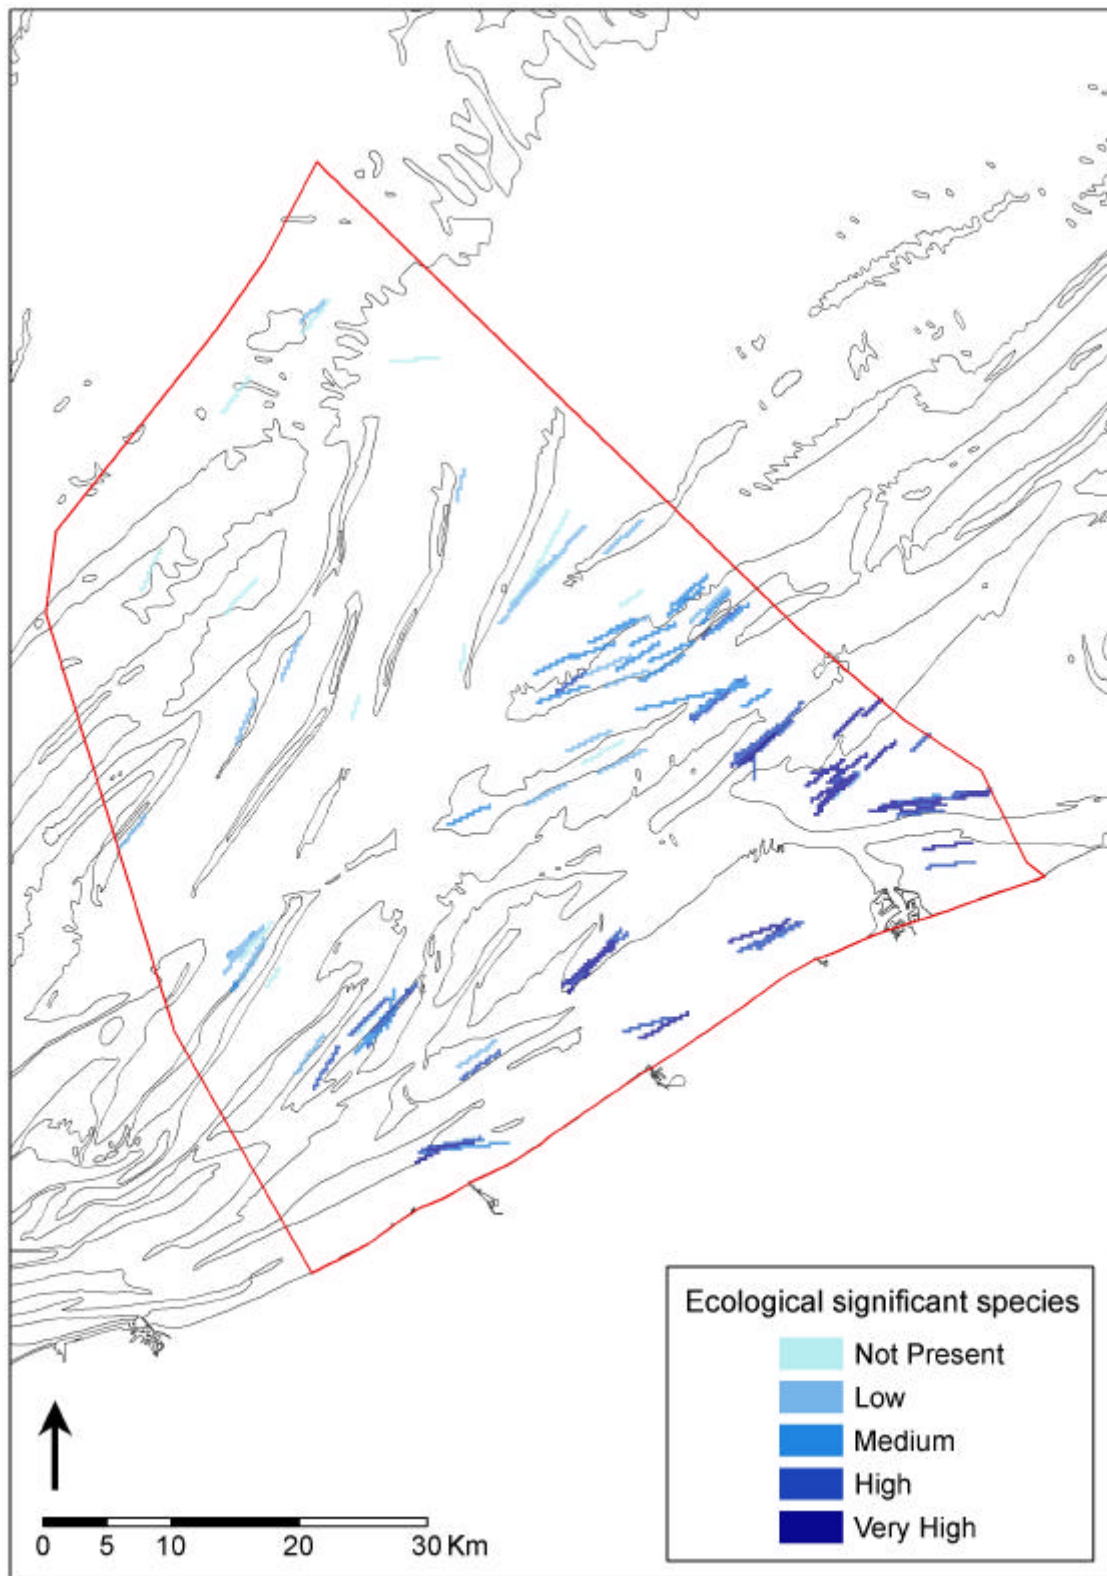 Ecological significant species
Not Present
Low
Medium
High
Very High
0 5 10 20 30 Km